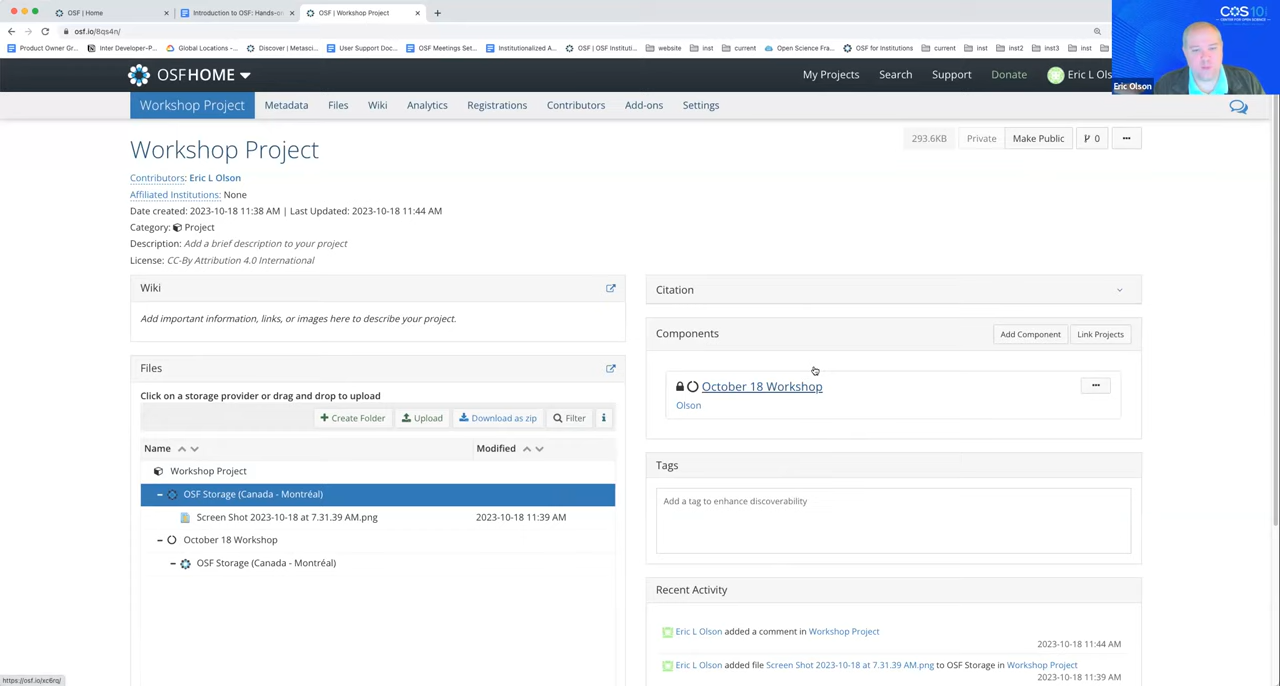 OSF | Home
Introduction to OSF: Hands-on
OSF | Workshop Project
osf.io/8qs4n/
Product Owner Gr...
Inter Developer-P...
Global Locations -...
Discover | Metasci...
User Support Doc...
OSF Meetings Set...
Institutionalized A...
OSF | OSF Instituti...
website
inst
current
Open Science Fra...
OSF for Institutions
current
inst
inst2
inst3
inst
COS10
CENTER FOR OPEN SCIENCE
Eric Olson
OSFHOME
My Projects
Search
Support
Donate
Eric L Ols
Workshop Project
Metadata
Files
Wiki
Analytics
Registrations
Contributors
Add-ons
Settings
Workshop Project
293.6KB
Private
Make Public
0
Contributors: Eric L Olson
Affiliated Institutions: None
Date created: 2023-10-18 11:38 AM | Last Updated: 2023-10-18 11:44 AM
Category: Project
Description: Add a brief description to your project
License: CC-By Attribution 4.0 International
Wiki
Add important information, links, or images here to describe your project.
Files
Click on a storage provider or drag and drop to upload
Create Folder
Upload
Download as zip
Filter
i
Name
Modified
Workshop Project
OSF Storage (Canada - Montréal)
Screen Shot 2023-10-18 at 7.31.39 AM.png
2023-10-18 11:39 AM
October 18 Workshop
OSF Storage (Canada - Montréal)
Citation
Components
Add Component
Link Projects
October 18 Workshop
Olson
Tags
Add a tag to enhance discoverability
Recent Activity
Eric L Olson added a comment in Workshop Project
2023-10-18 11:44 AM
Eric L Olson added file Screen Shot 2023-10-18 at 7.31.39 AM.png to OSF Storage in Workshop Project
2023-10-18 11:39 AM
https://osf.io/xc6rq/